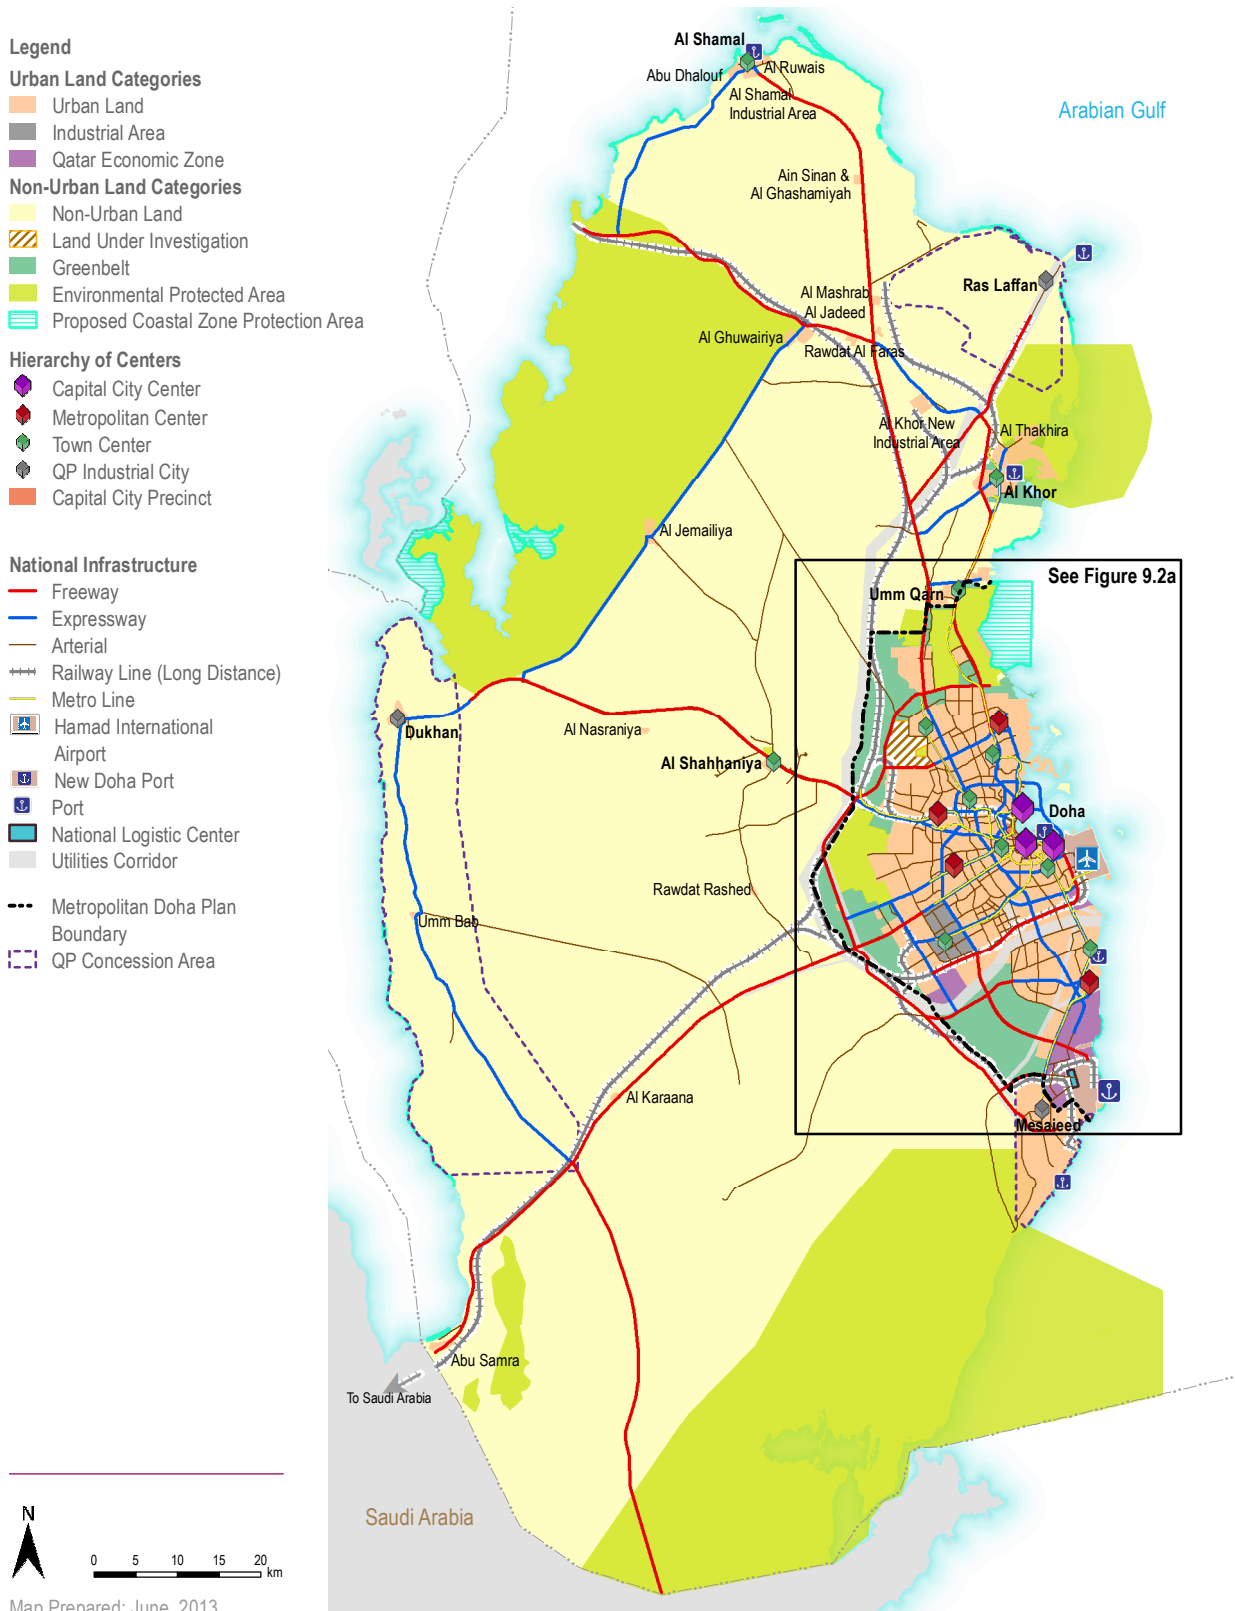 Legend
Urban Land Categories
Urban Land
Industrial Area
Qatar Economic Zone
Non-Urban Land Categories
Non-Urban Land
Land Under Investigation
Greenbelt
Environmental Protected Area
Proposed Coastal Zone Protection Area
Hierarchy of Centers
Capital City Center
Metropolitan Center
Town Center
QP Industrial City
Capital City Precinct
National Infrastructure
Freeway
Expressway
Arterial
Railway Line (Long Distance)
Metro Line
Hamad International
Airport
New Doha Port
Port
National Logistic Center
Utilities Corridor
Metropolitan Doha Plan
Boundary
QP Concession Area
N
0 5 10 15 20
km
Map Prepared: June, 2013
Al Shamal
Abu Dhalouf
Al Ruwais
Al Shamal
Industrial Area
Arabian Gulf
Ain Sinan &
Al Ghashamiyah
Ras Laffan
Al Mashrab
Al Jadeed
Al Ghuwairiya
Rawdat Al Faras
Al Khor New
Industrial Area
Al Thakhira
Al Khor
Al Jemailiya
See Figure 9.2a
Umm Qarn
Dukhan
Al Nasraniya
Al Shahhaniya
Doha
Rawdat Rashed
Umm Bab
Al Karaana
Mesaieed
Abu Samra
To Saudi Arabia
Saudi Arabia